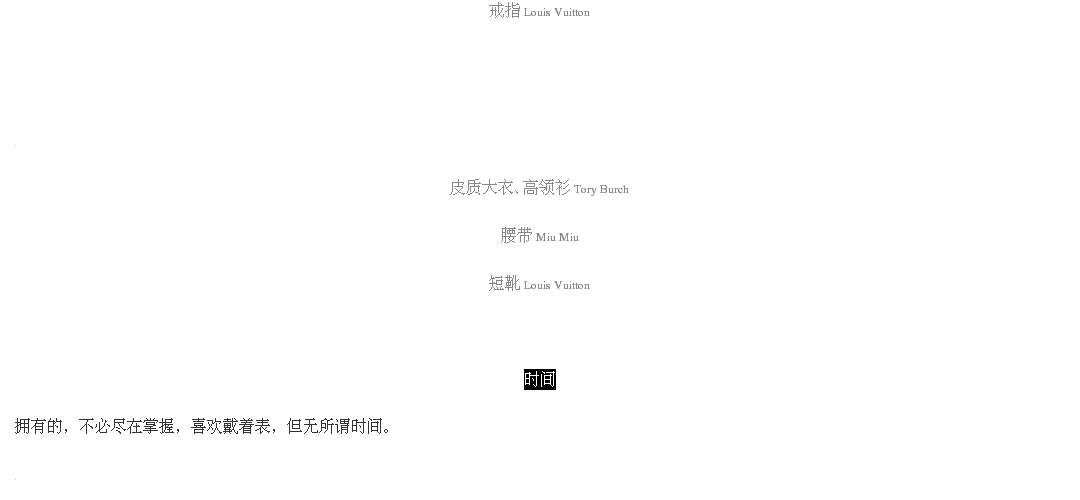 戒指 Louis Vuitton
皮质大衣、高领衫 Tory Burch
腰带 Miu Miu
短靴 Louis Vuitton
时间
拥有的，不必尽在掌握，喜欢戴着表，但无所谓时间。